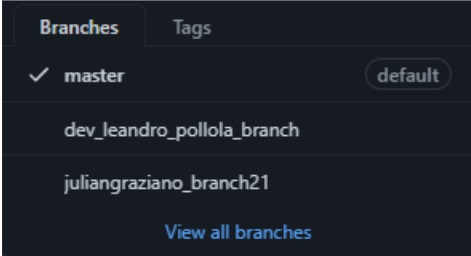 Branches Tags
master default
dev_leandro_pollola_branch
juliangraziano_branch21
View all branches